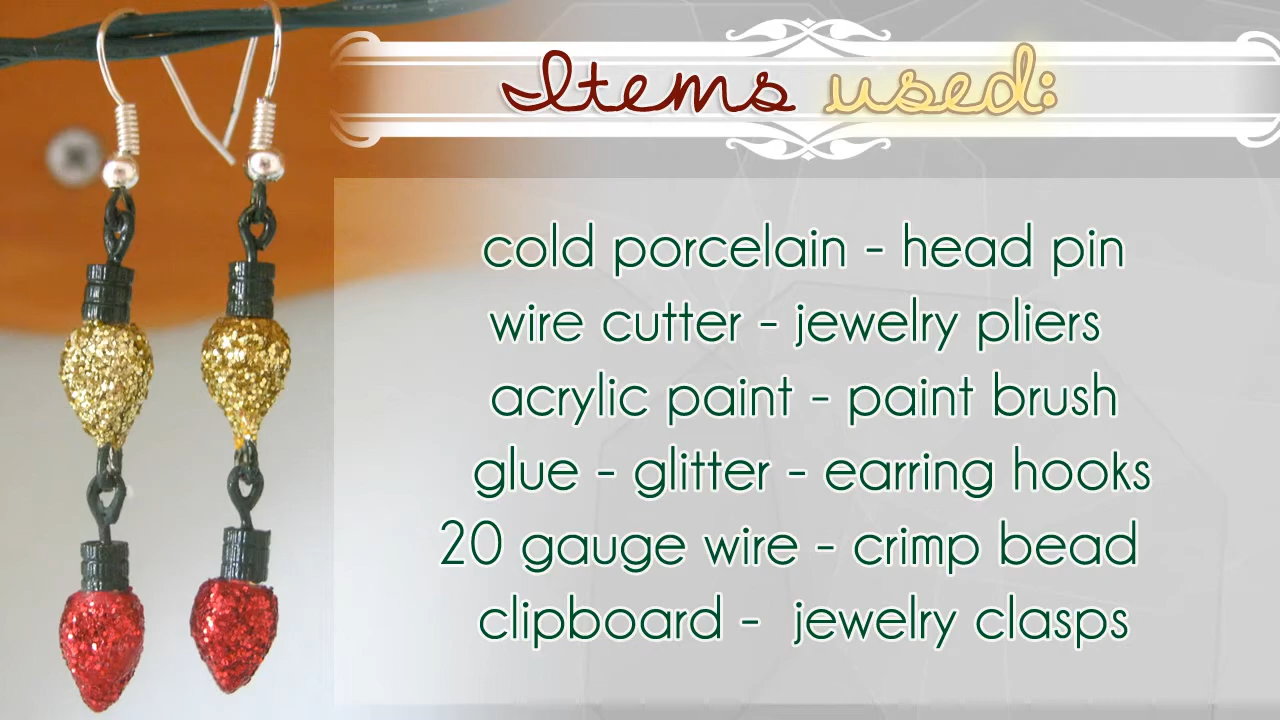 Items used:
cold porcelain - head pin
wire cutter - jewelry pliers
acrylic paint - paint brush
glue - glitter - earring hooks
20 gauge wire - crimp bead
clipboard - jewelry clasps